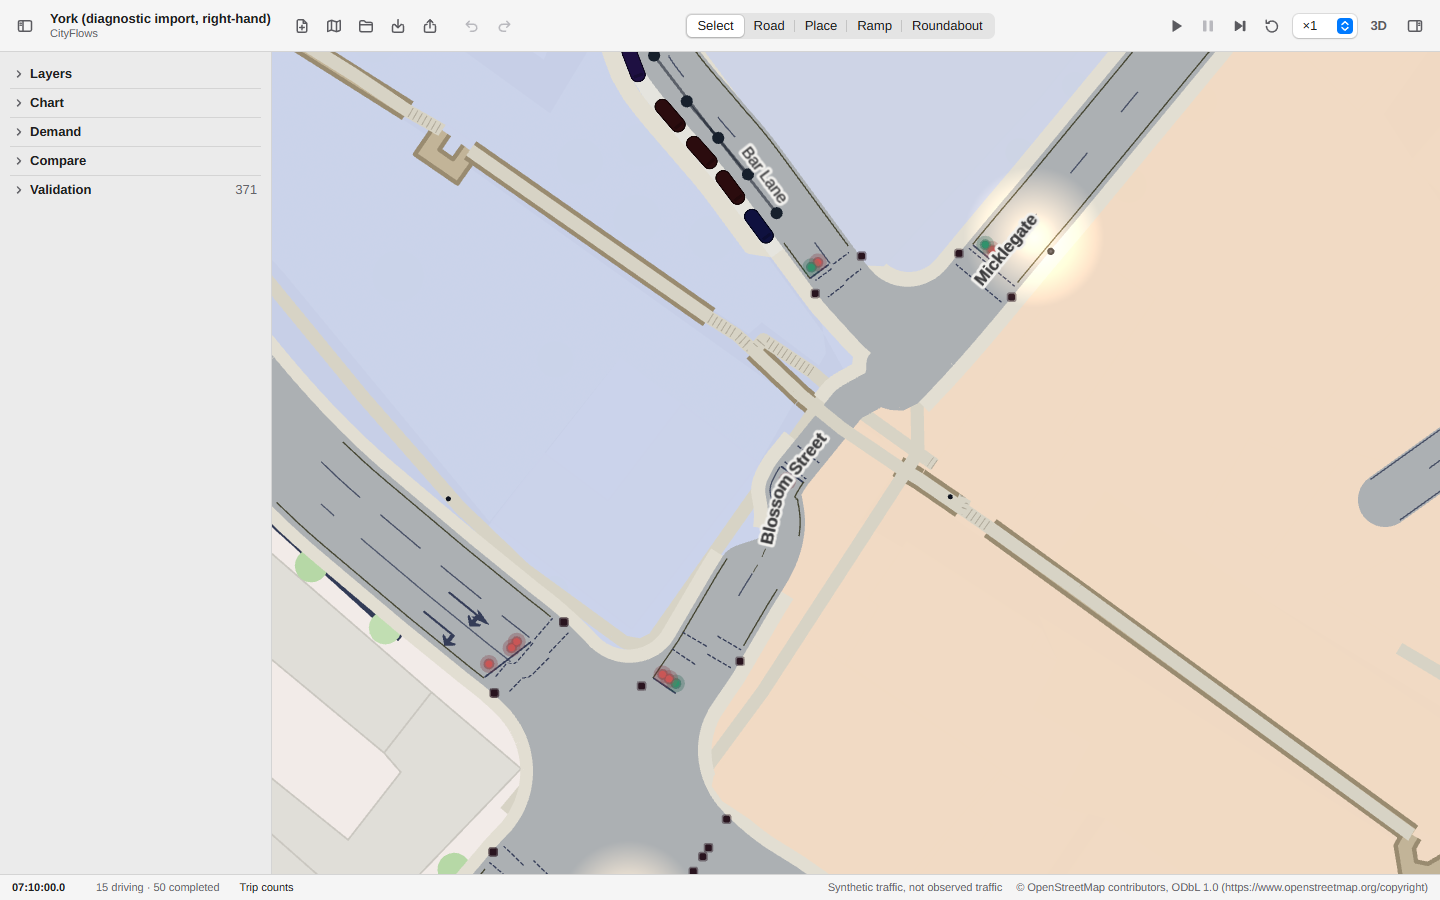 York (diagnostic import, right-hand)
CityFlows
Select
Road
Place
Ramp
Roundabout
×1
3D
Layers
Chart
Demand
Compare
Validation
371
Bar Lane
Micklegate
Blossom Street
07:10:00.0
15 driving · 50 completed
Trip counts
Synthetic traffic, not observed traffic
© OpenStreetMap contributors, ODbL 1.0 (https://www.openstreetmap.org/copyright)